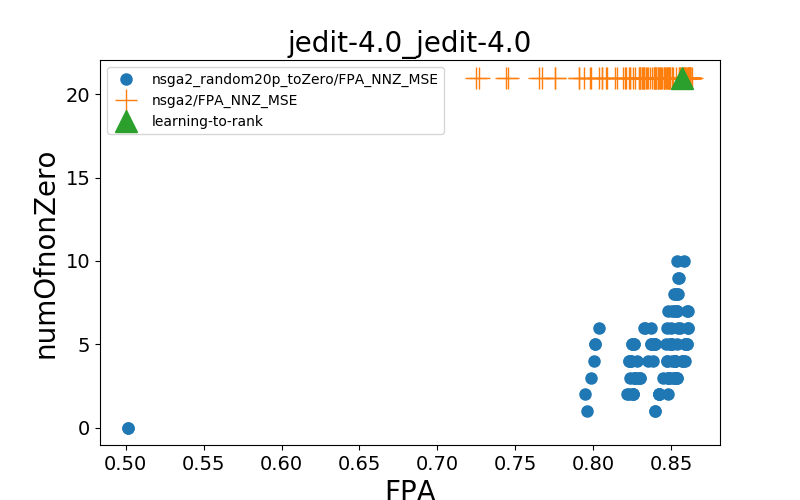 jedit-4.0_jedit-4.0
nsga2_random20p_toZero/FPA_NNZ_MSE
nsga2/FPA_NNZ_MSE
learning-to-rank
numOfnonZero
20
15
10
5
0
0.50 0.55 0.60 0.65 0.70 0.75 0.80 0.85
FPA